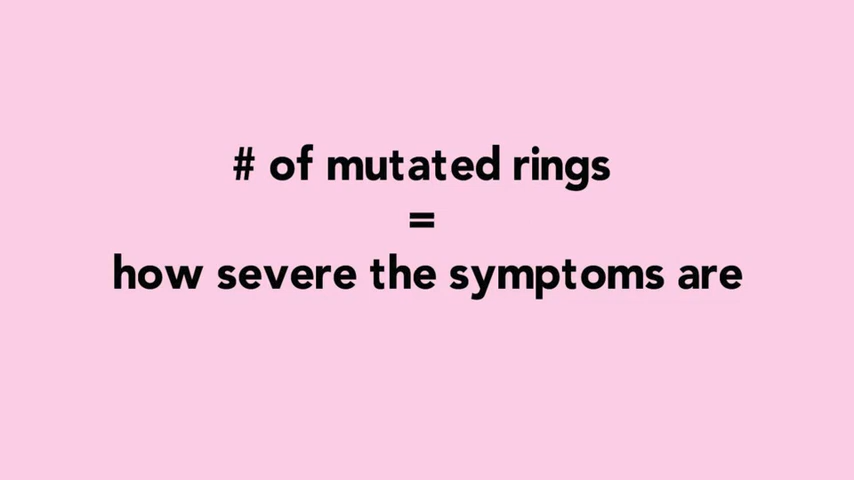 # of mutated rings
=
how severe the symptoms are